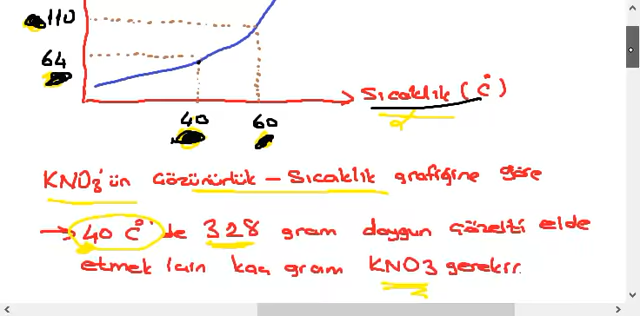 110
64
Sıcaklık (C°)
40 60
KNO3'ün çözünürlük - Sıcaklık grafiğine göre
→ 40 C° de 328 gram doygun çözelti elde
etmek için kaç gram KNO3 gerekir.